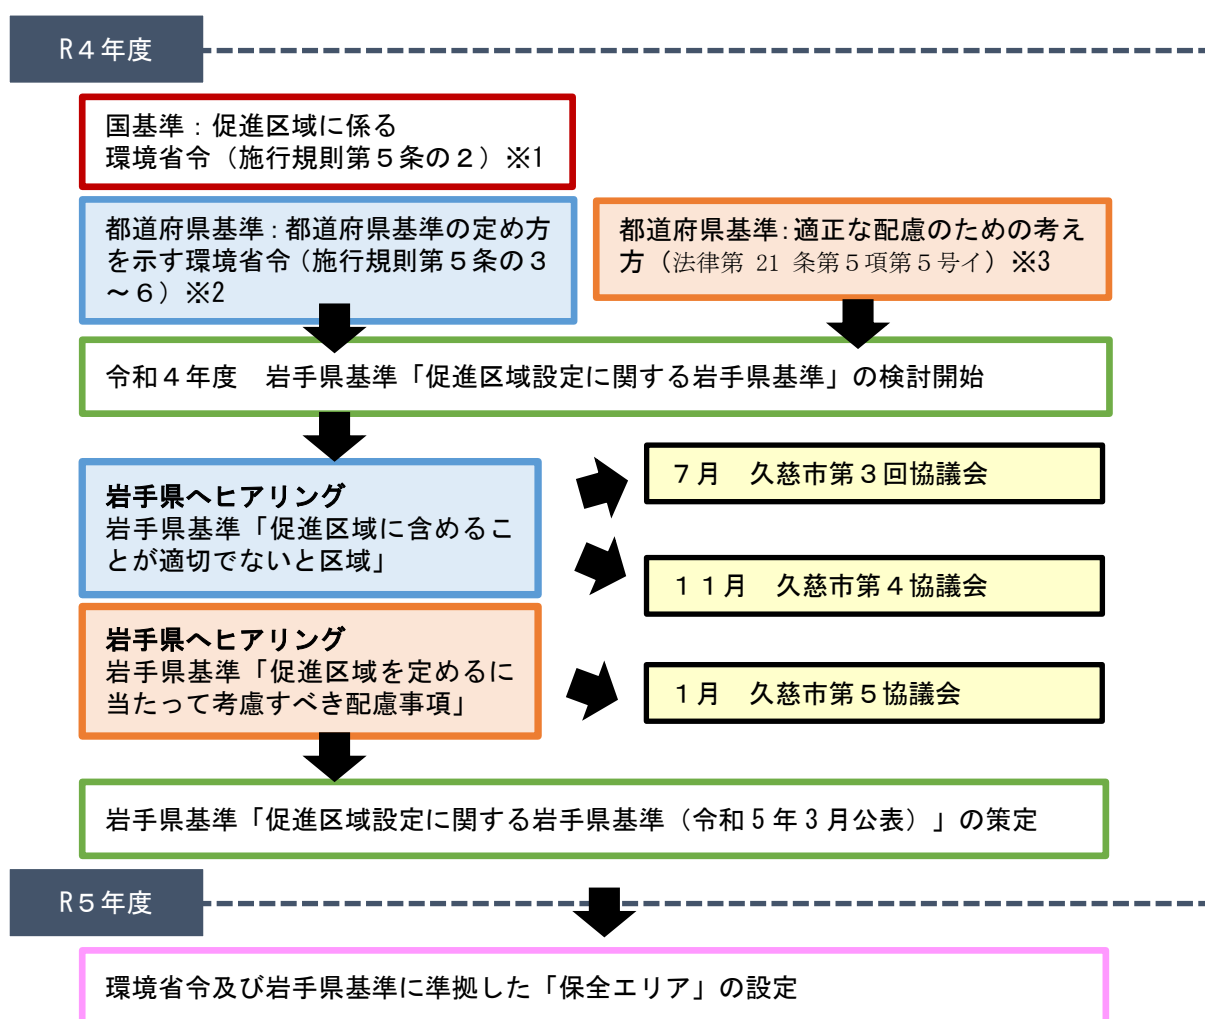 R４年度
国基準：促進区域に係る
環境省令（施行規則第５条の２）※1
都道府県基準：都道府県基準の定め方
を示す環境省令（施行規則第５条の３
～６）※2
都道府県基準：適正な配慮のための考え
方（法律第 21 条第５項第５号イ）※3
令和４年度　岩手県基準「促進区域設定に関する岩手県基準」の検討開始
岩手県へヒアリング
岩手県基準「促進区域に含めるこ
とが適切でないと区域」
７月　久慈市第３回協議会
１１月　久慈市第４協議会
岩手県へヒアリング
岩手県基準「促進区域を定めるに
当たって考慮すべき配慮事項」
１月　久慈市第５協議会
岩手県基準「促進区域設定に関する岩手県基準（令和５年３月公表）」の策定
R５年度
環境省令及び岩手県基準に準拠した「保全エリア」の設定